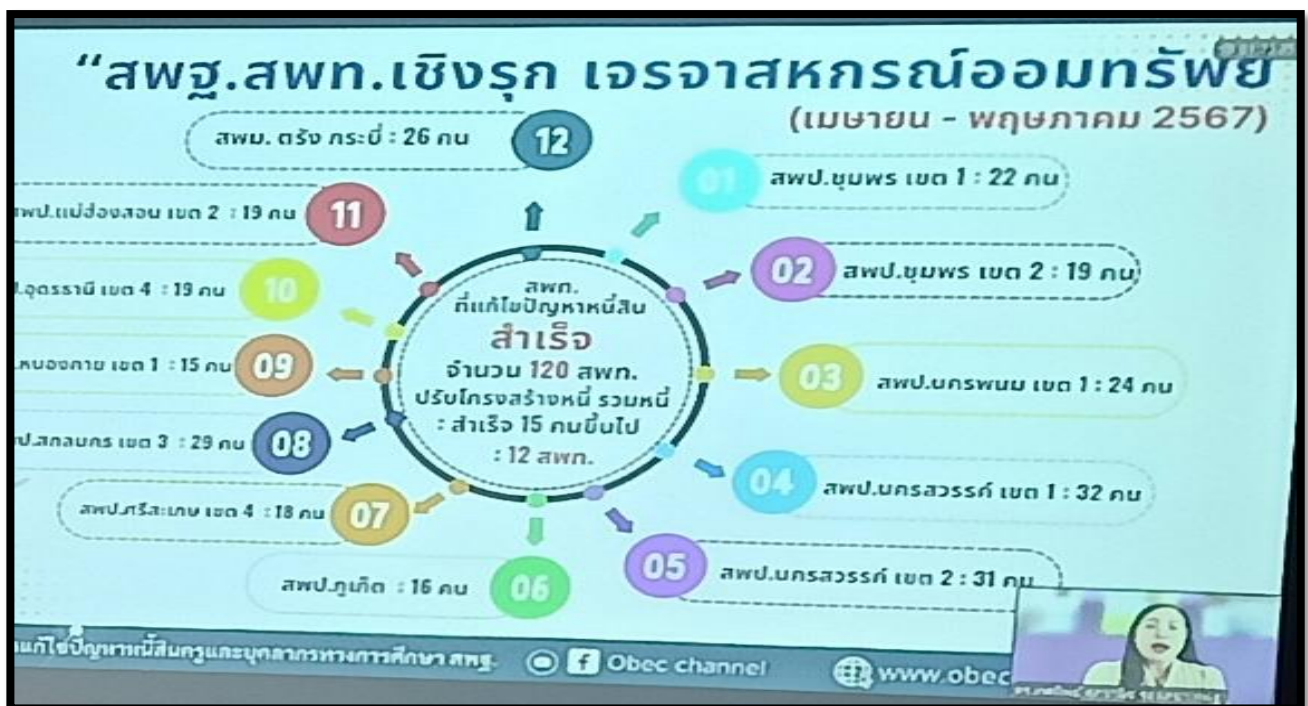 “สพฐ.สพท.เชิงรุก เจรจาสหกรณ์ออมทรัพย์
(เมษายน - พฤษภาคม 2567)
สพม. ตรัง กระบี่ : 26 คน
12
01
สพป.ชุมพร เขต 1 : 22 คน
สพป.แม่ฮ่องสอน เขต 2 : 19 คน
11
02
สพป.ชุมพร เขต 2 : 19 คน
.อุดรธานี เขต 4 : 19 คน
10
สพท.
ที่แก้ไขปัญหาหนี้สิน
สำเร็จ
จำนวน 120 สพท.
ปรับโครงสร้างหนี้ รวมหนี้
: สำเร็จ 15 คนขึ้นไป
: 12 สพท.
.หนองคาย เขต 1 : 15 คน
09
03
สพป.นครพนม เขต 1 : 24 คน
ป.สกลนคร เขต 3 : 29 คน
08
04
สพป.นครสวรรค์ เขต 1 : 32 คน
สพป.ศรีสะเกษ เขต 4 : 18 คน
07
05
สพป.นครสวรรค์ เขต 2 : 31 คน
สพป.ภูเก็ต : 16 คน
06
แก้ไขปัญหาหนี้สินครูและบุคลากรทางการศึกษา สพฐ.
Obec channel
www.obec